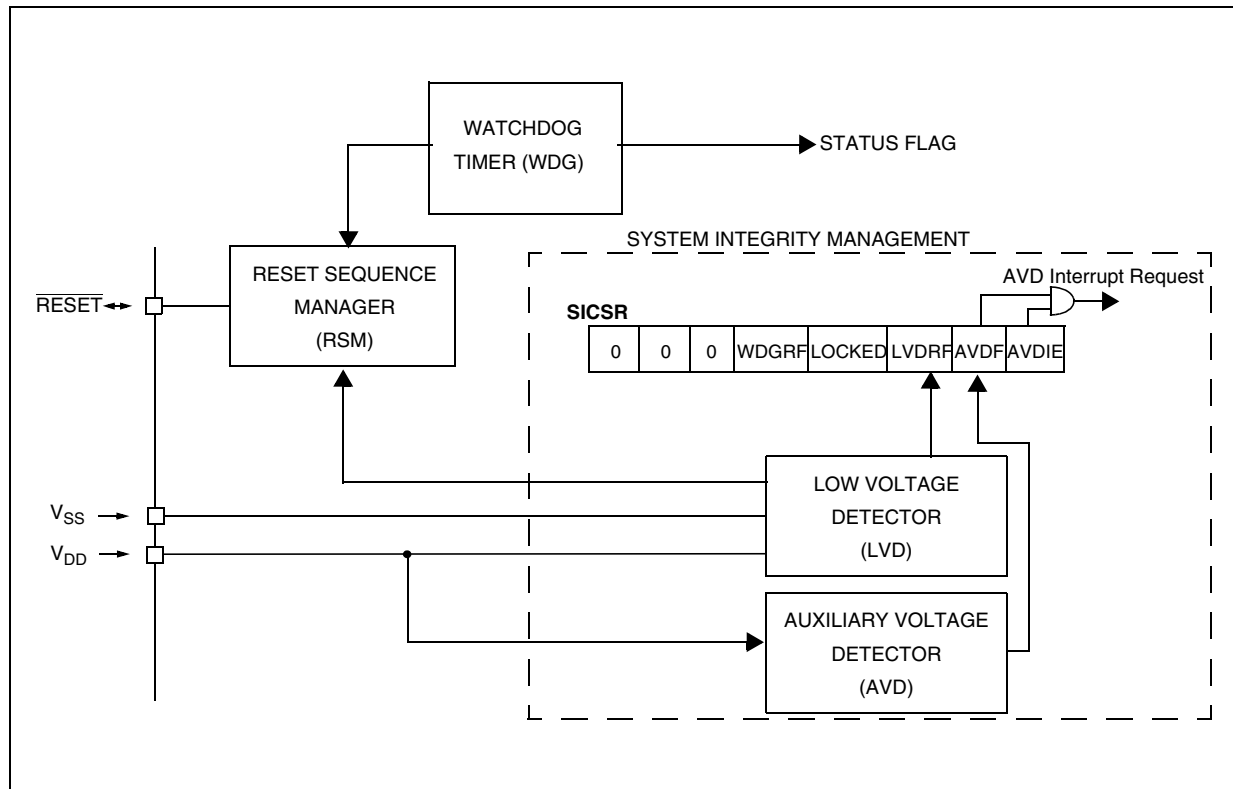 WATCHDOG
TIMER (WDG)
STATUS FLAG
SYSTEM INTEGRITY MANAGEMENT
RESET SEQUENCE
MANAGER
(RSM)
AVD Interrupt Request
RESET
SICSR
0 0 0 WDGRF LOCKED LVDRF AVDF AVDIE
LOW VOLTAGE
DETECTOR
(LVD)
VSS
VDD
AUXILIARY VOLTAGE
DETECTOR
(AVD)